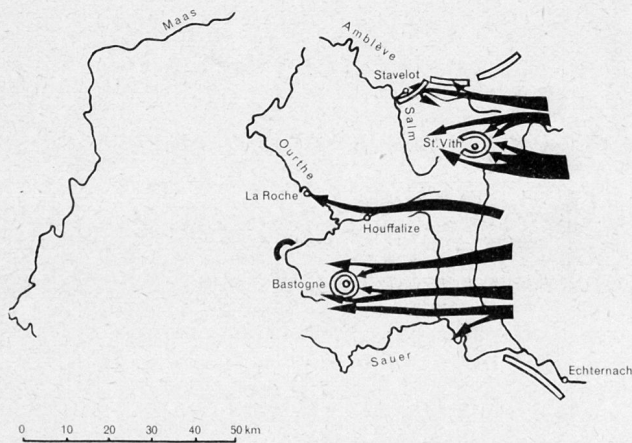 Maas
Amblève
Stavelot
Salm
St. Vith
Ourthe
La Roche
Houffalize
Bastogne
Sauer
Echternach
0 10 20 30 40 50 km